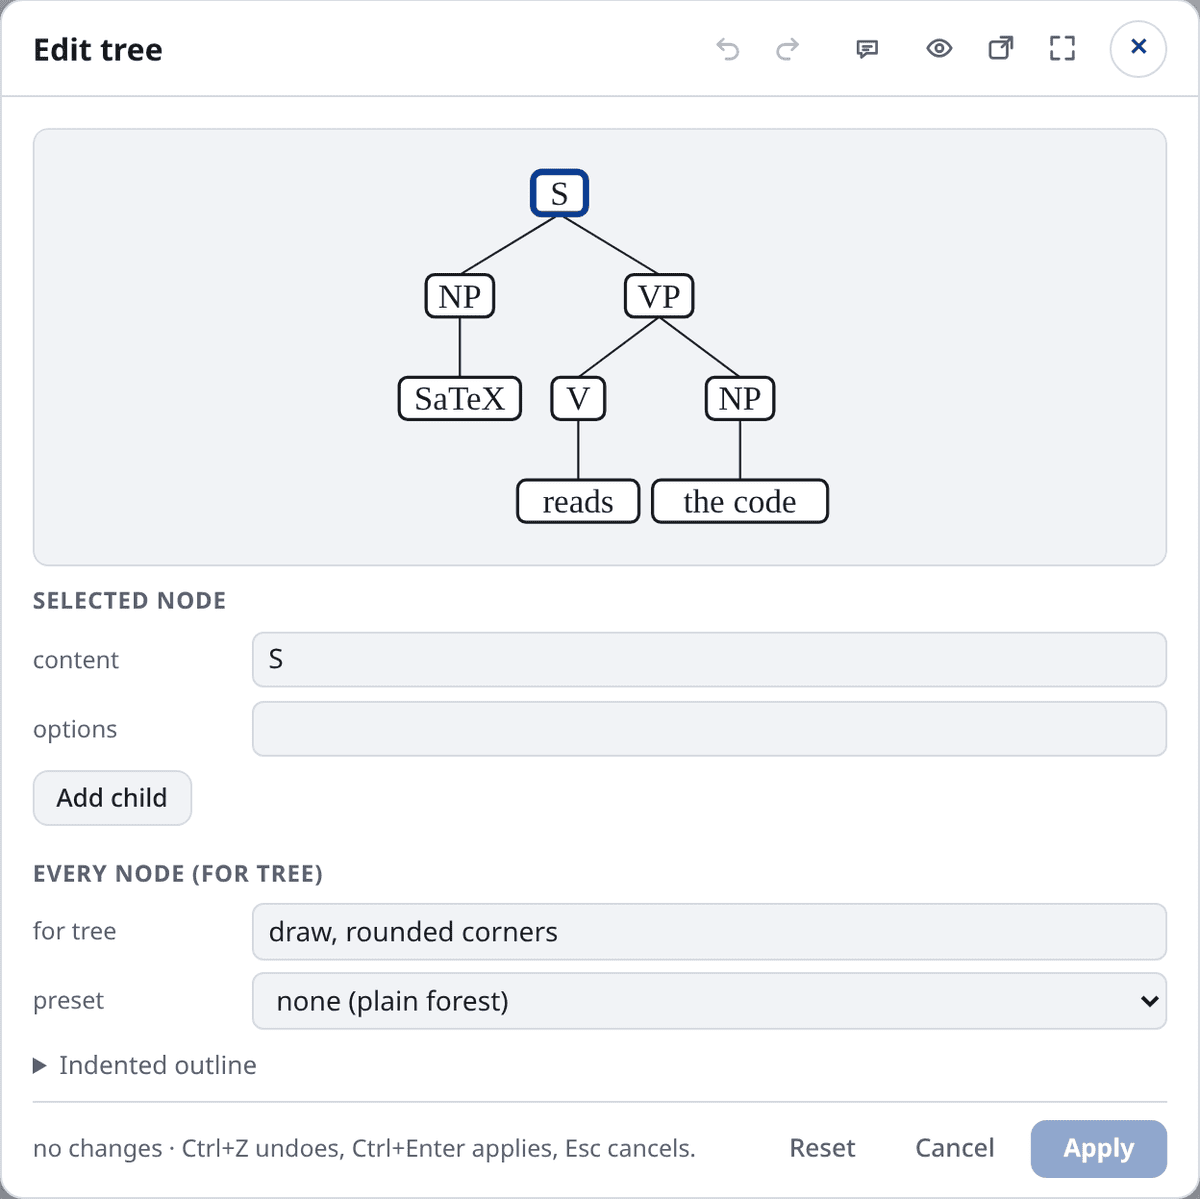 Edit tree
S
NP VP
SaTeX V NP
reads the code
SELECTED NODE
content S
options
Add child
EVERY NODE (FOR TREE)
for tree draw, rounded corners
preset none (plain forest)
Indented outline
no changes · Ctrl+Z undoes, Ctrl+Enter applies, Esc cancels. Reset Cancel Apply